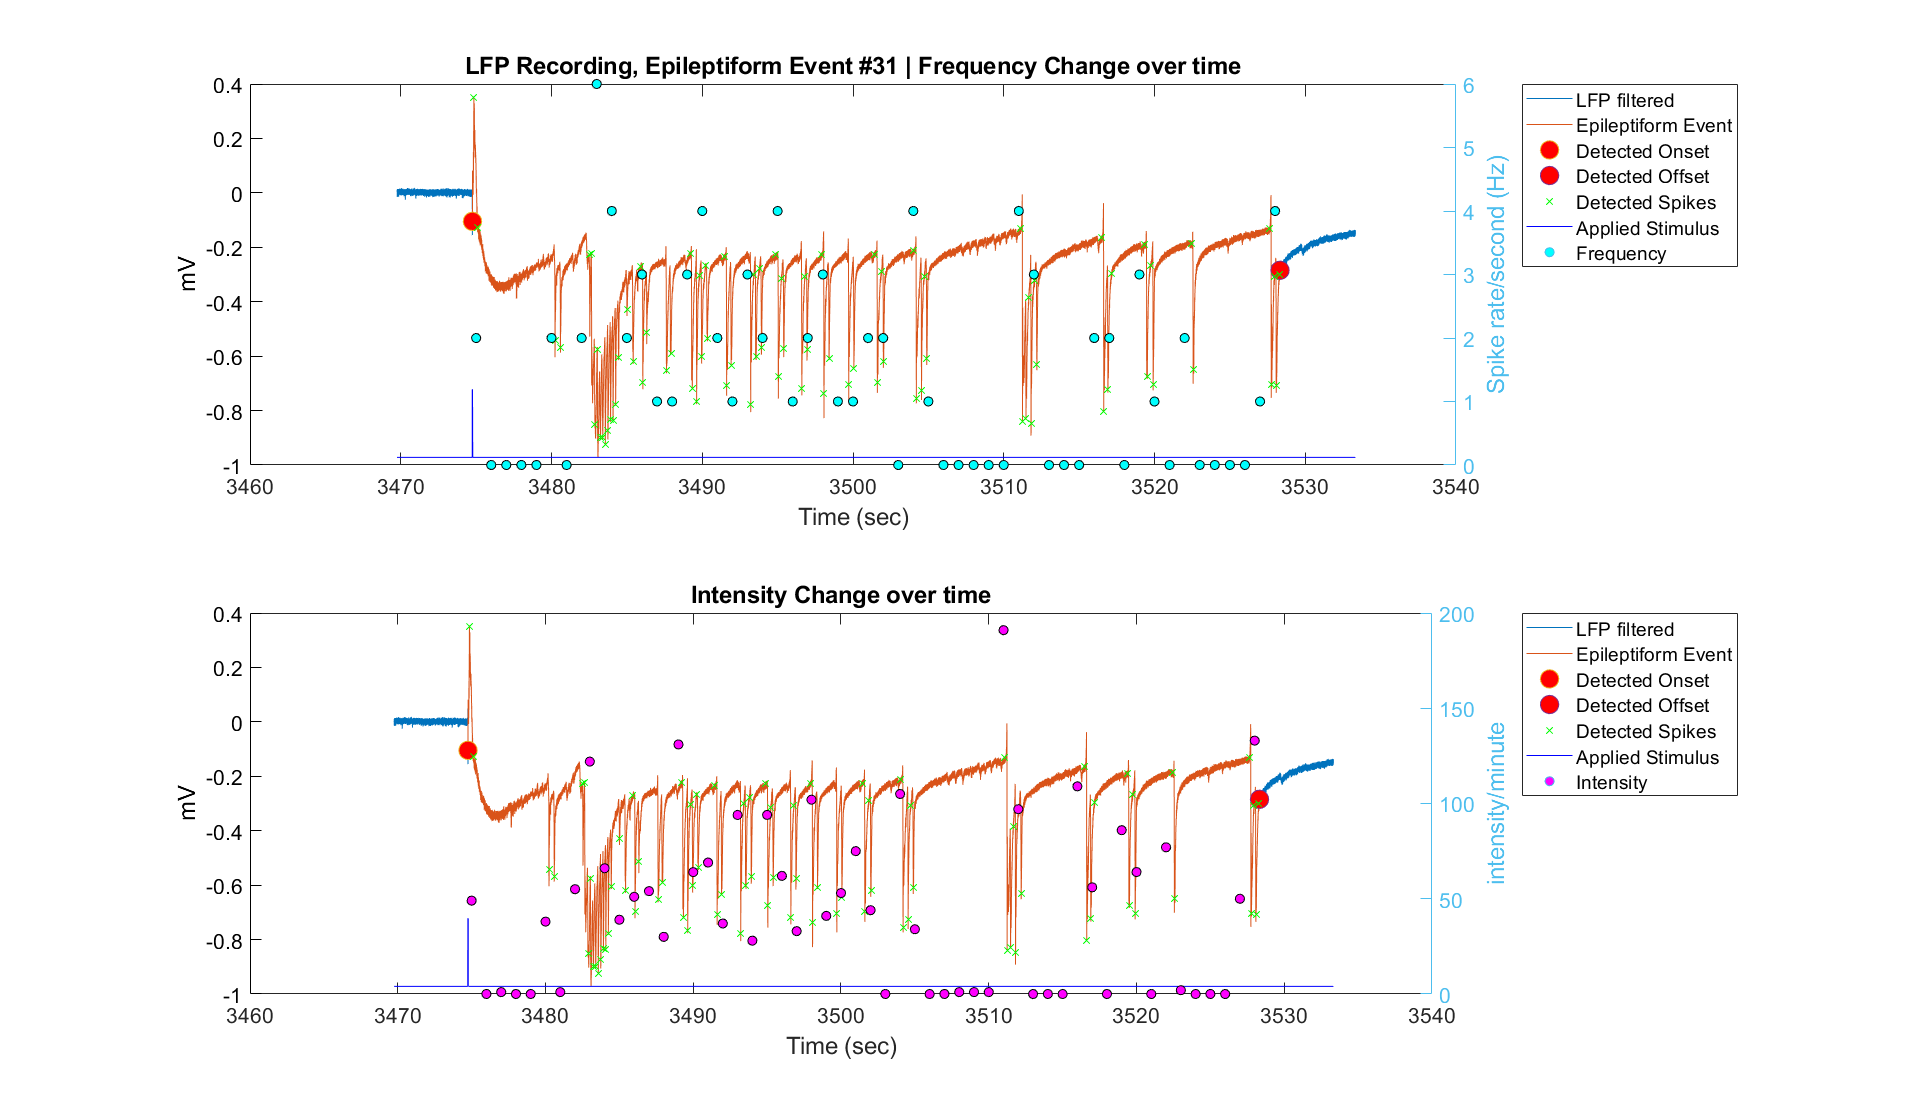 LFP Recording, Epileptiform Event #31 | Frequency Change over time
0.4
0.2
0
-0.2
-0.4
-0.6
-0.8
-1
mV
6
5
4
3
2
1
0
Spike rate/second (Hz)
3460 3470 3480 3490 3500 3510 3520 3530 3540
Time (sec)
LFP filtered
Epileptiform Event
Detected Onset
Detected Offset
Detected Spikes
Applied Stimulus
Frequency
Intensity Change over time
0.4
0.2
0
-0.2
-0.4
-0.6
-0.8
-1
mV
200
150
100
50
0
intensity/minute
3460 3470 3480 3490 3500 3510 3520 3530 3540
Time (sec)
LFP filtered
Epileptiform Event
Detected Onset
Detected Offset
Detected Spikes
Applied Stimulus
Intensity